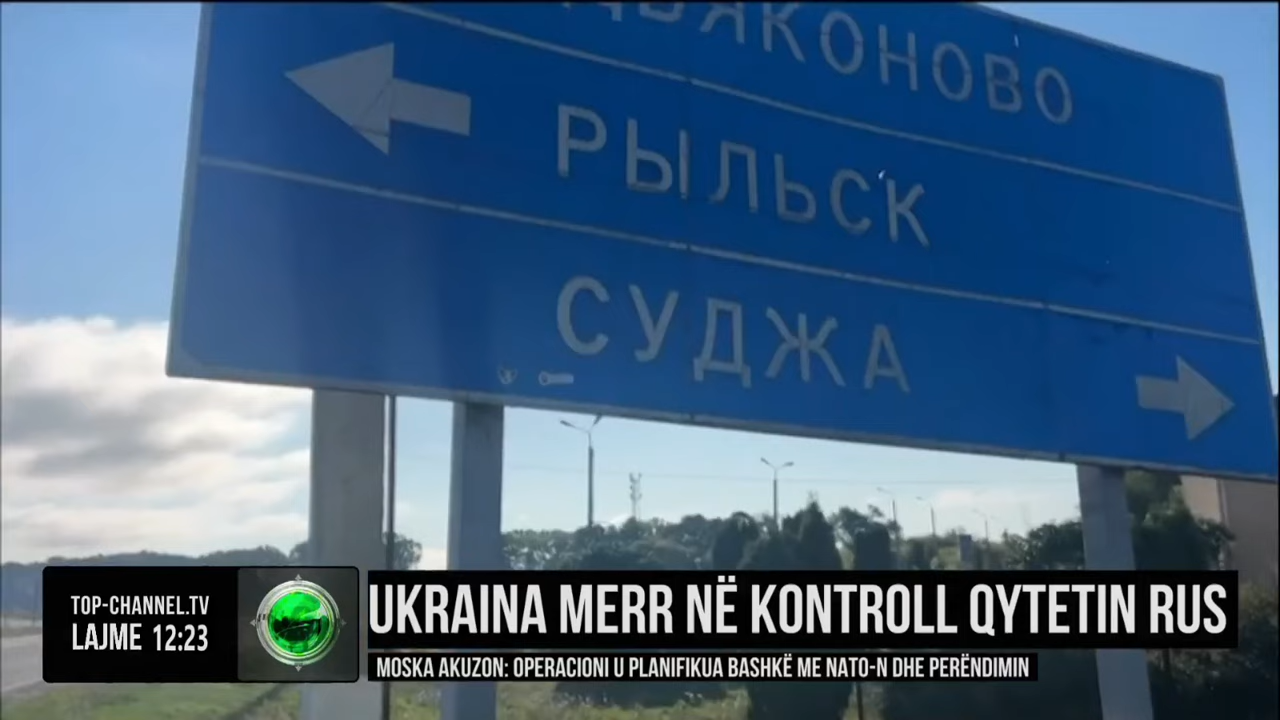 РЫЛЬСК
СУДЖА
TOP-CHANNEL.TV
LAJME 12:23
UKRAINA MERR NË KONTROLL QYTETIN RUS
MOSKA AKUZON: OPERACIONI U PLANIFIKUA BASHKË ME NATO-N DHE PERËNDIMIN